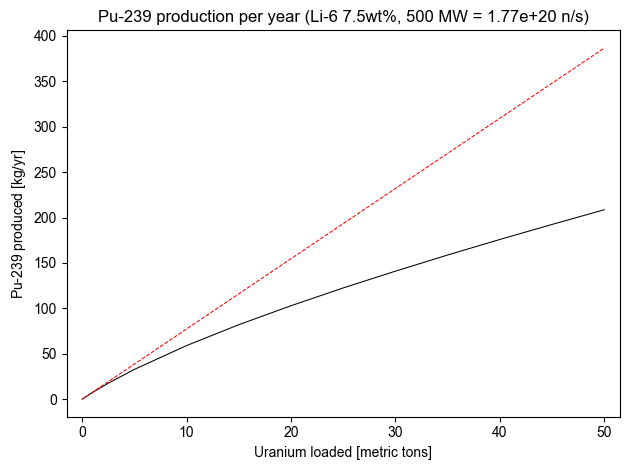 Pu-239 production per year (Li-6 7.5wt%, 500 MW = 1.77e+20 n/s)
400
350
300
250
200
150
100
50
0
Pu-239 produced [kg/yr]
0 10 20 30 40 50
Uranium loaded [metric tons]